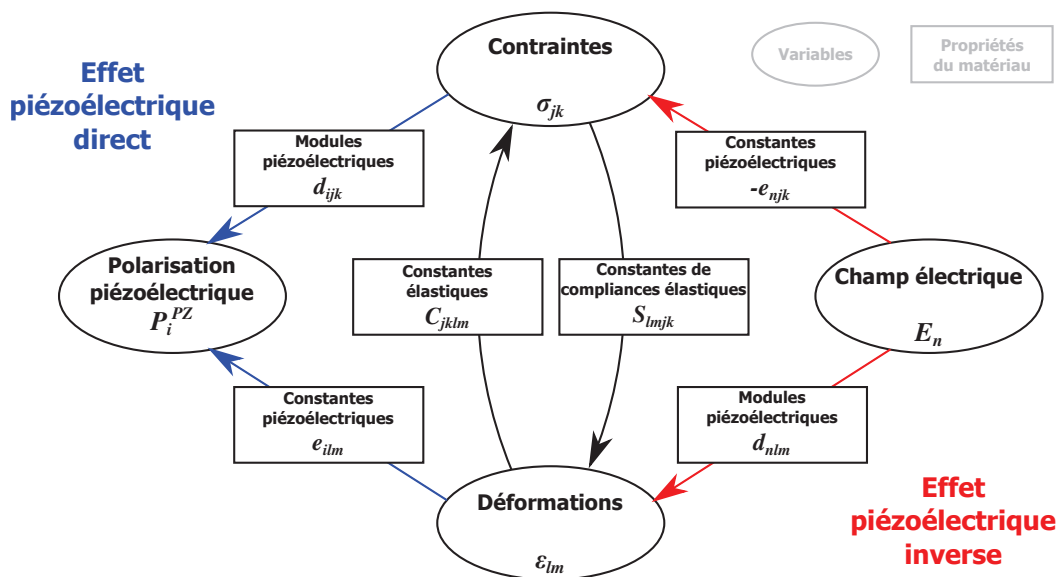 Contraintes
σjk
Variables
Propriétés
du matériau
Effet
piézoélectrique
direct
Modules
piézoélectriques
dijk
Constantes
piézoélectriques
-enjk
Polarisation
piézoélectrique
PiPZ
Constantes
élastiques
Cjklm
Constantes de
compliances élastiques
Slmjk
Champ électrique
En
Constantes
piézoélectriques
eilm
Modules
piézoélectriques
dnlm
Déformations
εlm
Effet
piézoélectrique
inverse